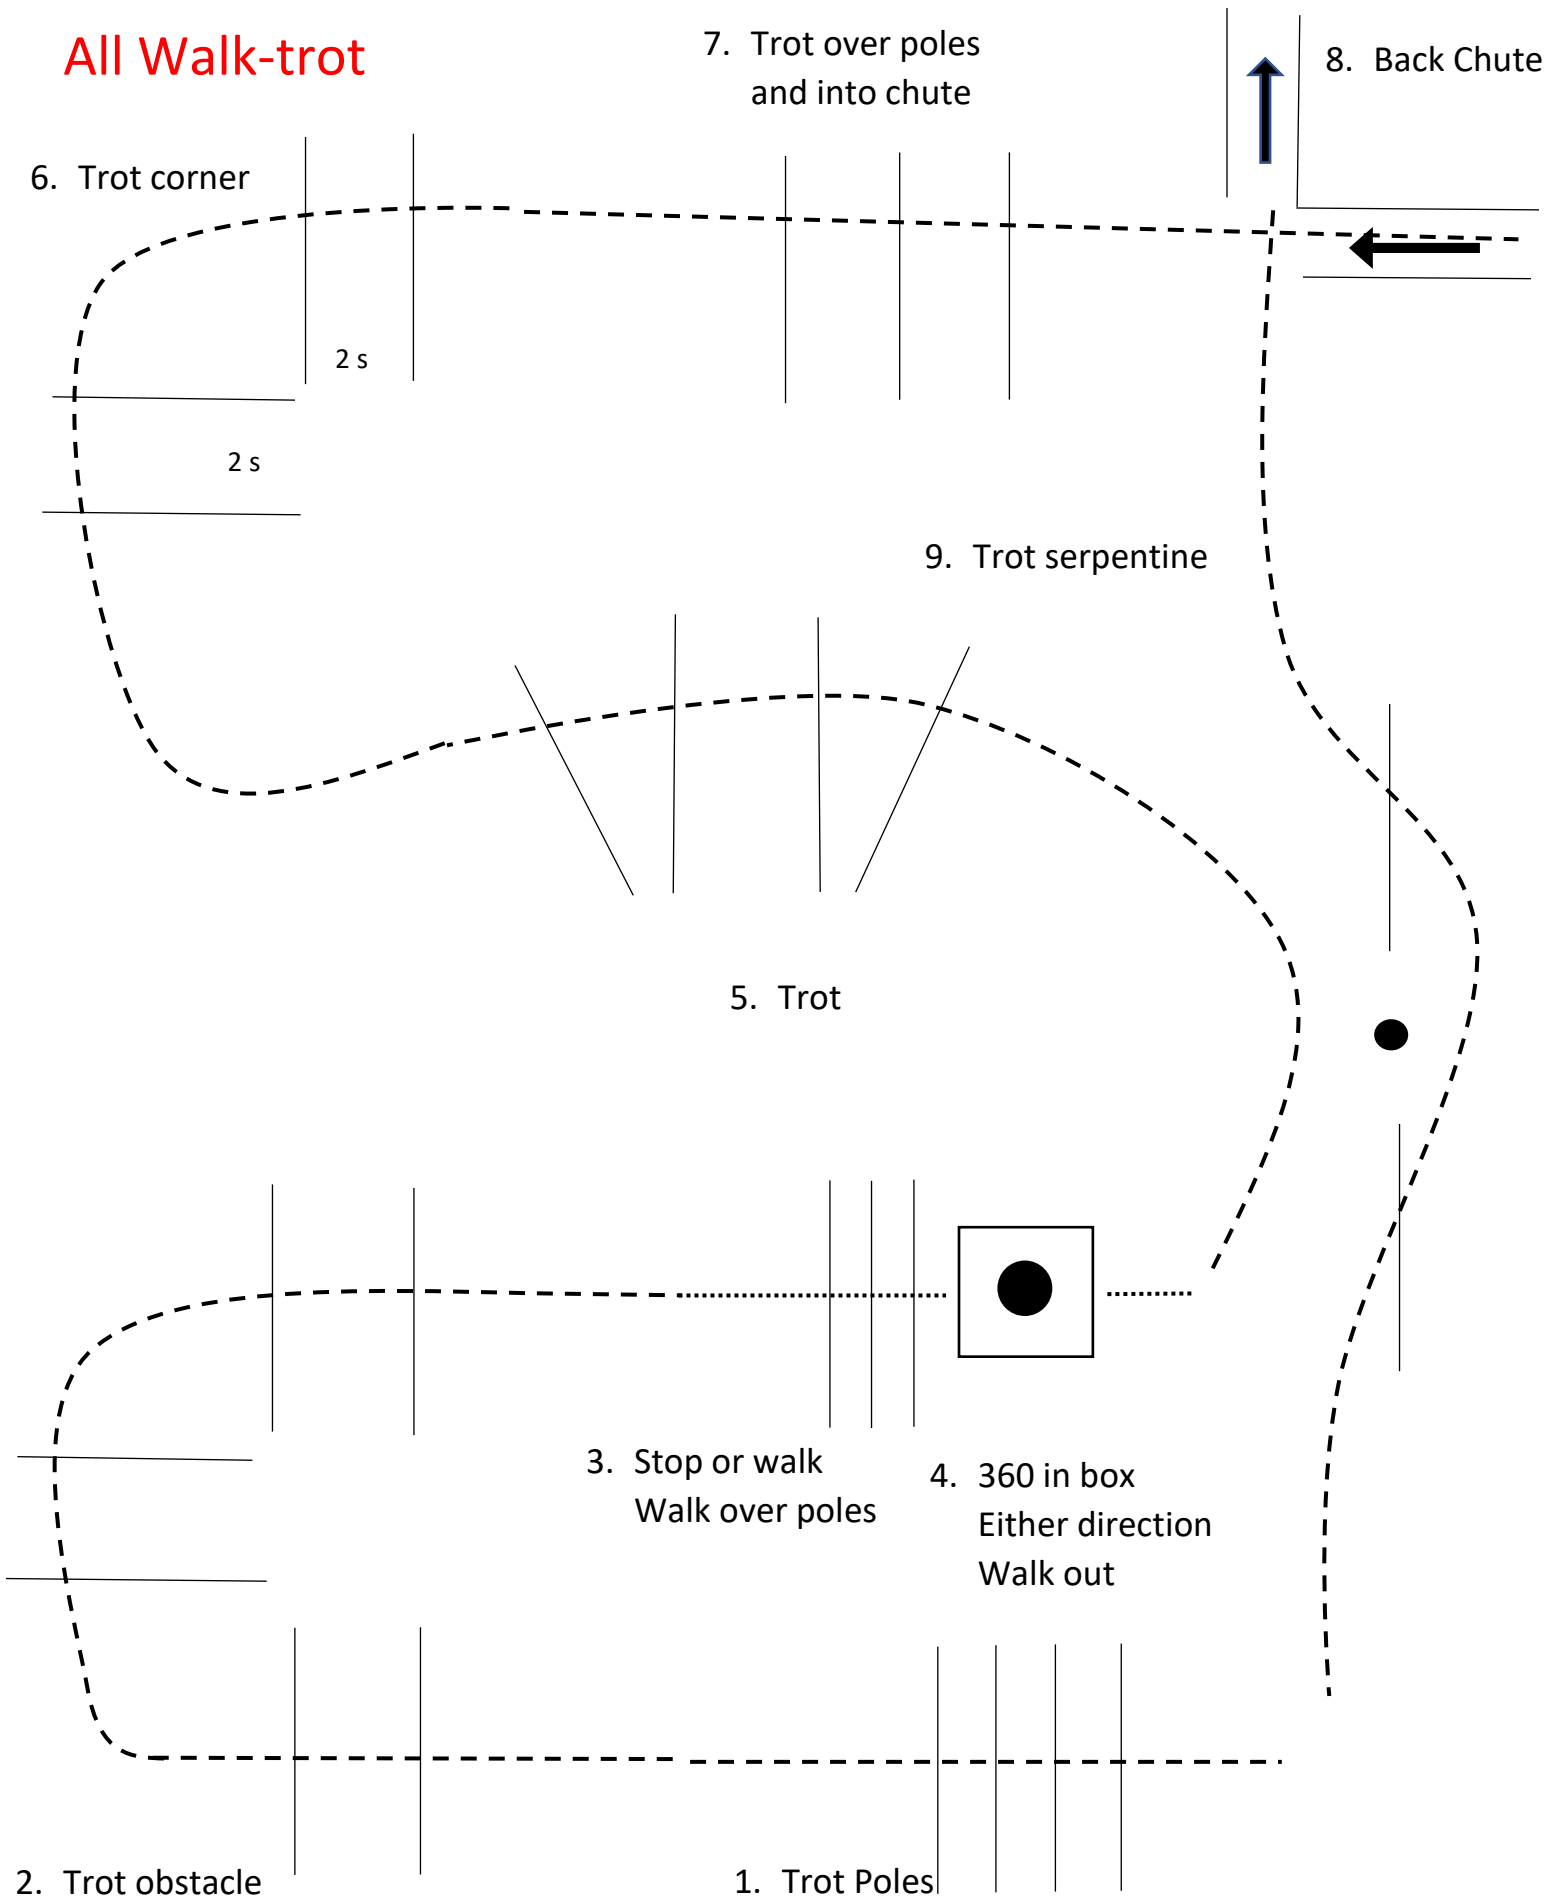 All Walk-trot
7. Trot over poles
and into chute
8. Back Chute
6. Trot corner
2 s
2 s
9. Trot serpentine
5. Trot
3. Stop or walk
Walk over poles
4. 360 in box
Either direction
Walk out
2. Trot obstacle
1. Trot Poles